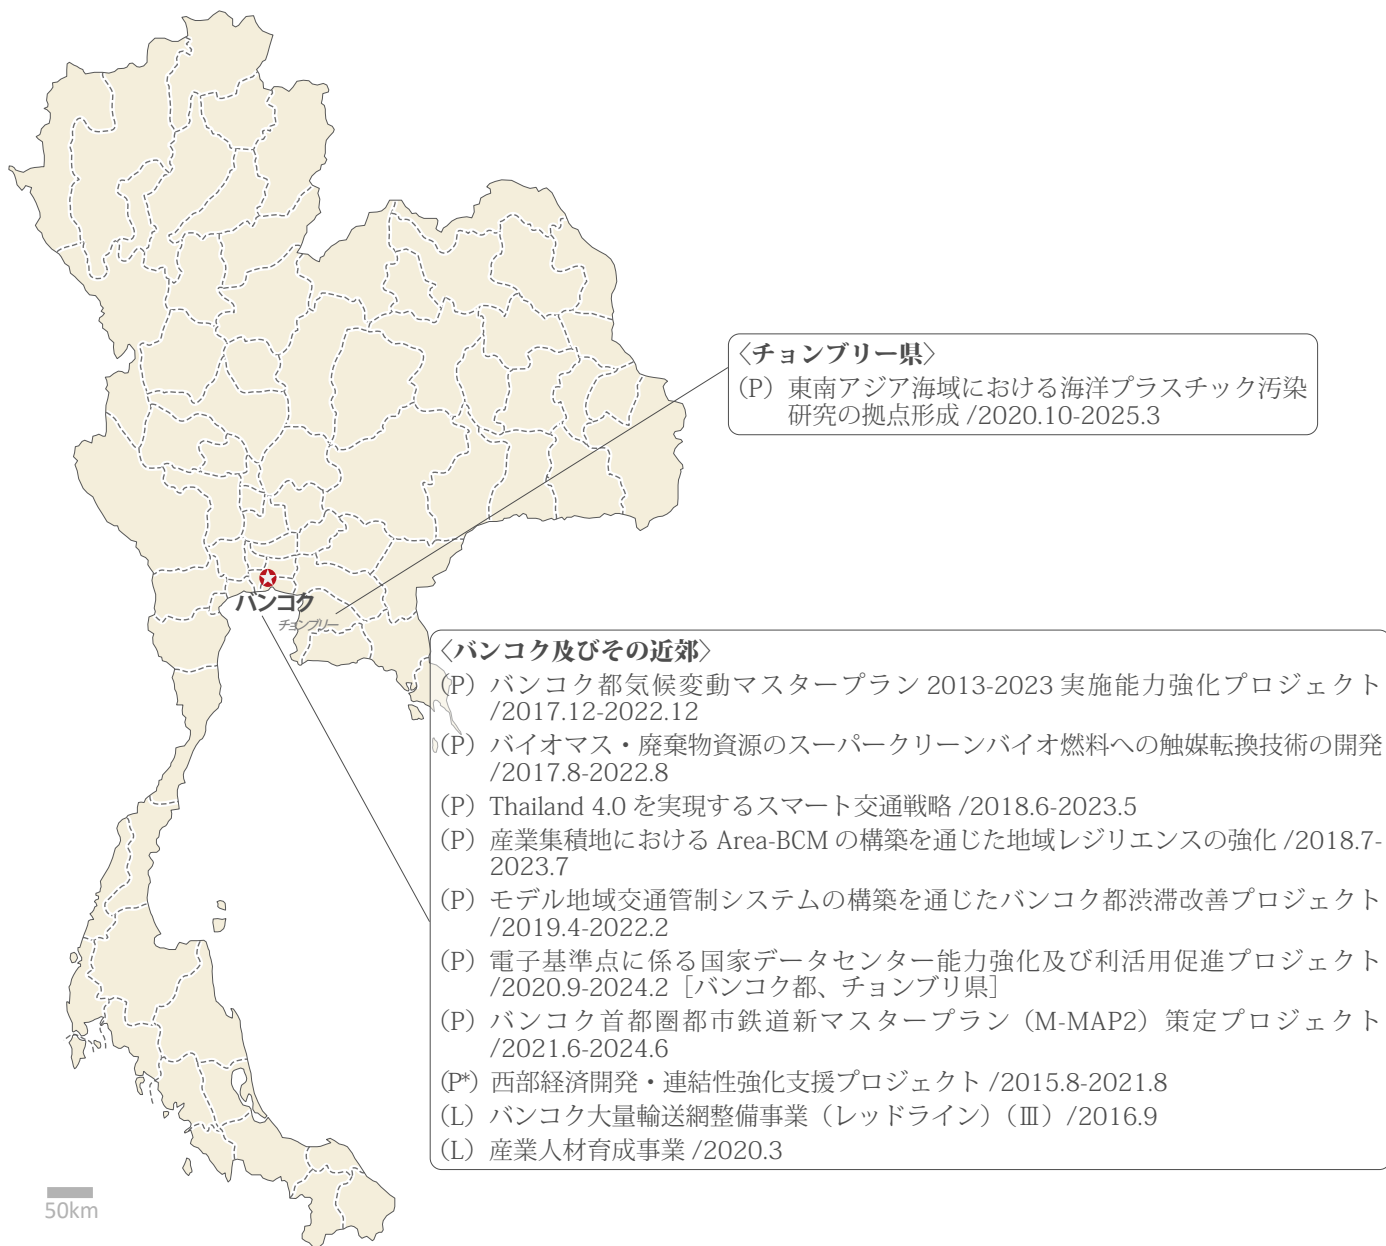 〈チョンブリー県〉
(P) 東南アジア海域における海洋プラスチック汚染
研究の拠点形成 /2020.10-2025.3
バンコク
チョンブリー
〈バンコク及びその近郊〉
(P) バンコク都気候変動マスタープラン 2013-2023 実施能力強化プロジェクト
/2017.12-2022.12
(P) バイオマス・廃棄物資源のスーパークリーンバイオ燃料への触媒転換技術の開発
/2017.8-2022.8
(P) Thailand 4.0 を実現するスマート交通戦略 /2018.6-2023.5
(P) 産業集積地における Area-BCM の構築を通じた地域レジリエンスの強化 /2018.7-
2023.7
(P) モデル地域交通管制システムの構築を通じたバンコク都渋滞改善プロジェクト
/2019.4-2022.2
(P) 電子基準点に係る国家データセンター能力強化及び利活用促進プロジェクト
/2020.9-2024.2［バンコク都、チョンブリ県］
(P) バンコク首都圏都市鉄道新マスタープラン（M-MAP2）策定プロジェクト
/2021.6-2024.6
(P*) 西部経済開発・連結性強化支援プロジェクト /2015.8-2021.8
(L) バンコク大量輸送網整備事業（レッドライン）（Ⅲ）/2016.9
(L) 産業人材育成事業 /2020.3
50km